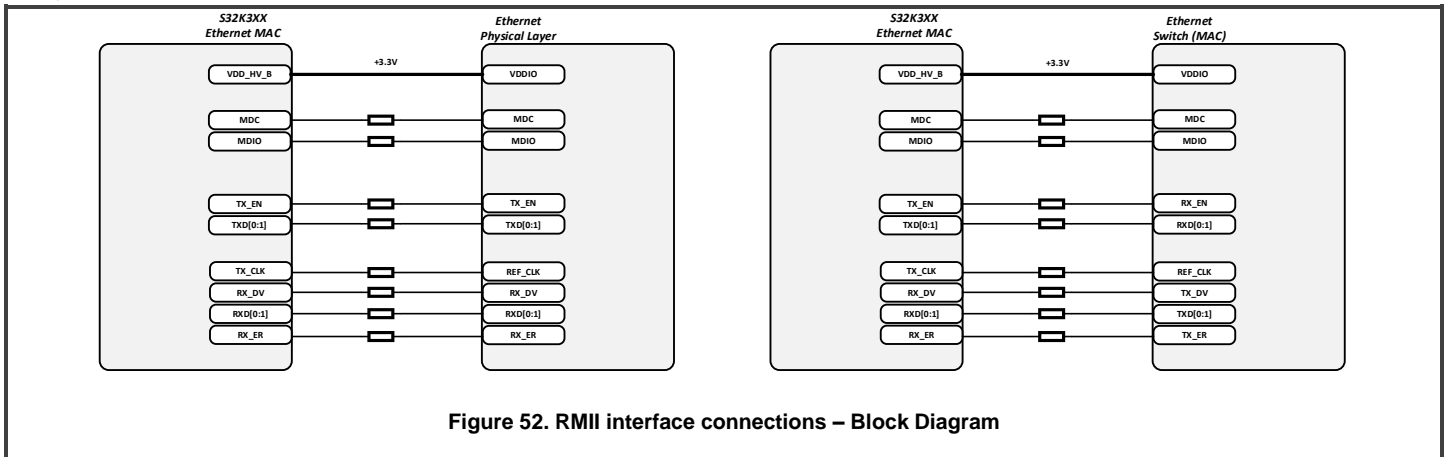 S32K3XX
Ethernet MAC
Ethernet
Physical Layer
VDD_HV_B
+3.3V
VDDIO
MDC
MDC
MDIO
MDIO
TX_EN
TX_EN
TXD[0:1]
TXD[0:1]
TX_CLK
REF_CLK
RX_DV
RX_DV
RXD[0:1]
RXD[0:1]
RX_ER
RX_ER
S32K3XX
Ethernet MAC
Ethernet
Switch (MAC)
VDD_HV_B
+3.3V
VDDIO
MDC
MDC
MDIO
MDIO
TX_EN
RX_EN
TXD[0:1]
RXD[0:1]
TX_CLK
REF_CLK
RX_DV
TX_DV
RXD[0:1]
TXD[0:1]
RX_ER
TX_ER
Figure 52. RMII interface connections – Block Diagram